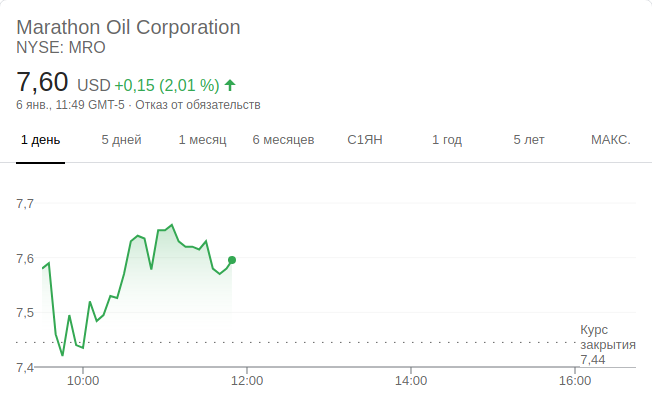 Marathon Oil Corporation
NYSE: MRO
7,60 USD +0,15 (2,01 %)
6 янв., 11:49 GMT-5 · Отказ от обязательств
1 день 5 дней 1 месяц 6 месяцев С1ЯН 1 год 5 лет МАКС.
7,7
7,6
7,5
Курс
закрытия
7,44
7,4
10:00 12:00 14:00 16:00